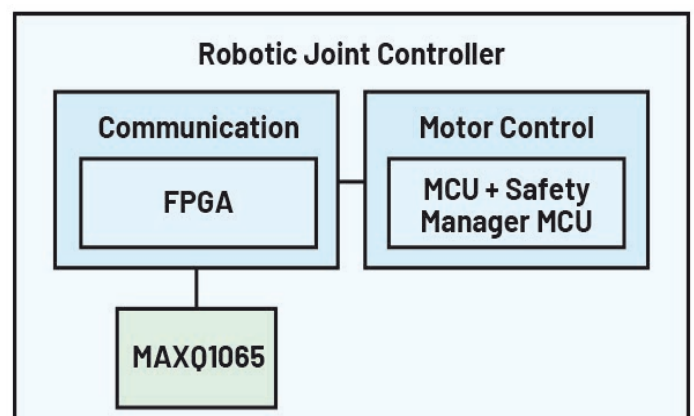 Robotic Joint Controller
Communication
Motor Control
FPGA
MCU + Safety
Manager MCU
MAXQ1065